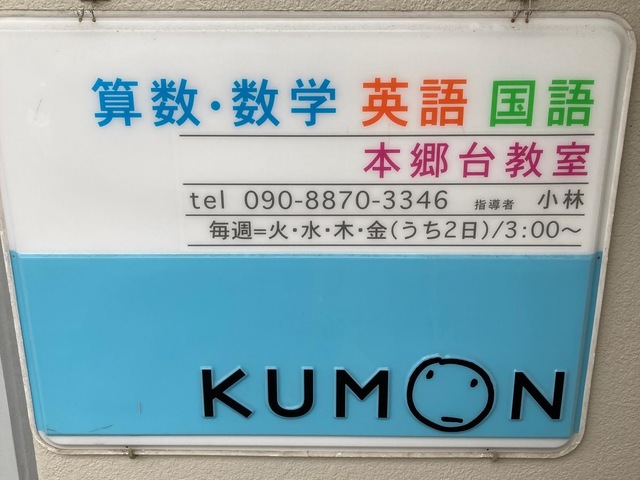 算数・数学 英語 国語
本郷台教室
tel 090-8870-3346 指導者 小林
毎週=火・水・木・金(うち2日)/3:00～
KUMON